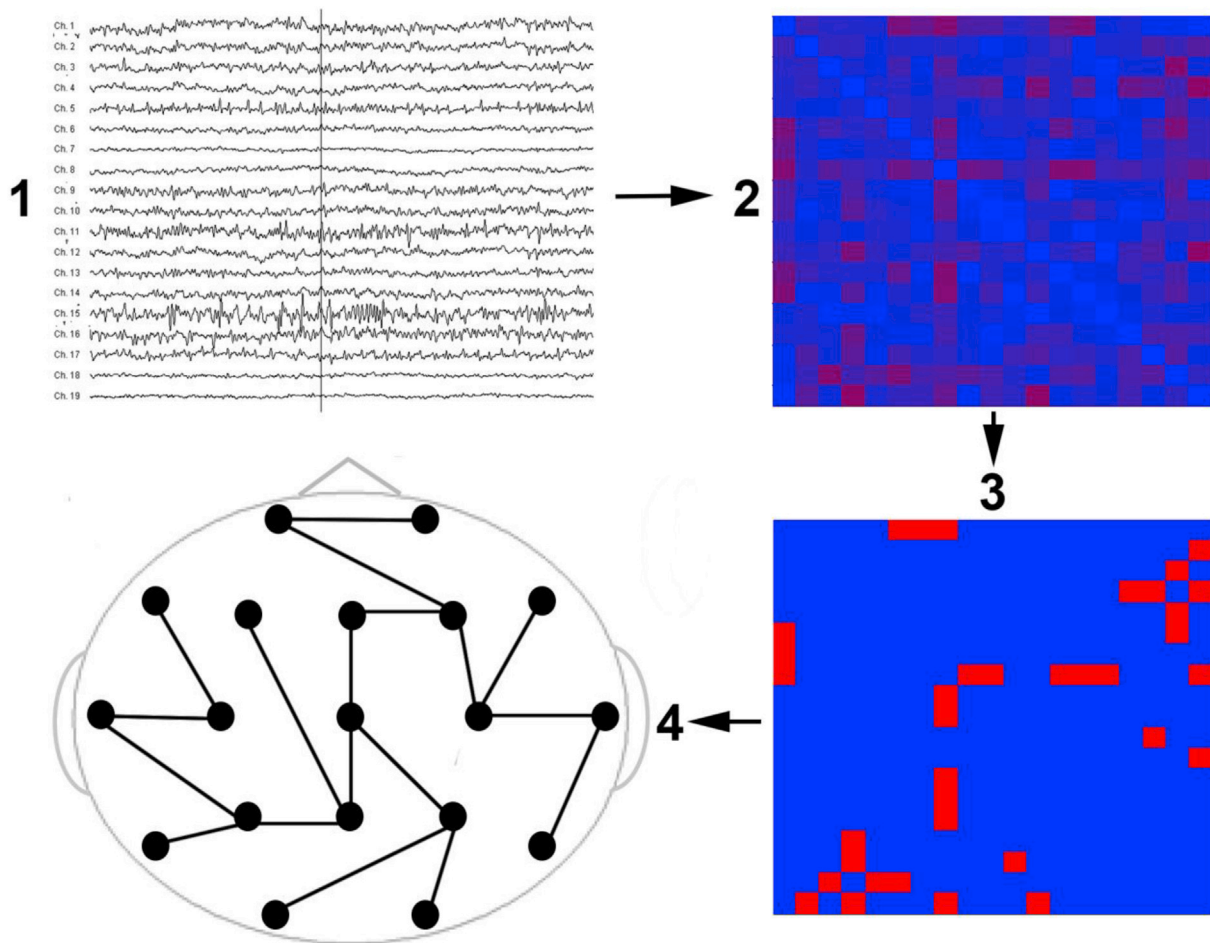 Ch. 1
Ch. 2
Ch. 3
Ch. 4
Ch. 5
Ch. 6
Ch. 7
Ch. 8
Ch. 9
Ch. 10
Ch. 11
Ch. 12
Ch. 13
Ch. 14
Ch. 15
Ch. 16
Ch. 17
Ch. 18
Ch. 19
1
2
3
4